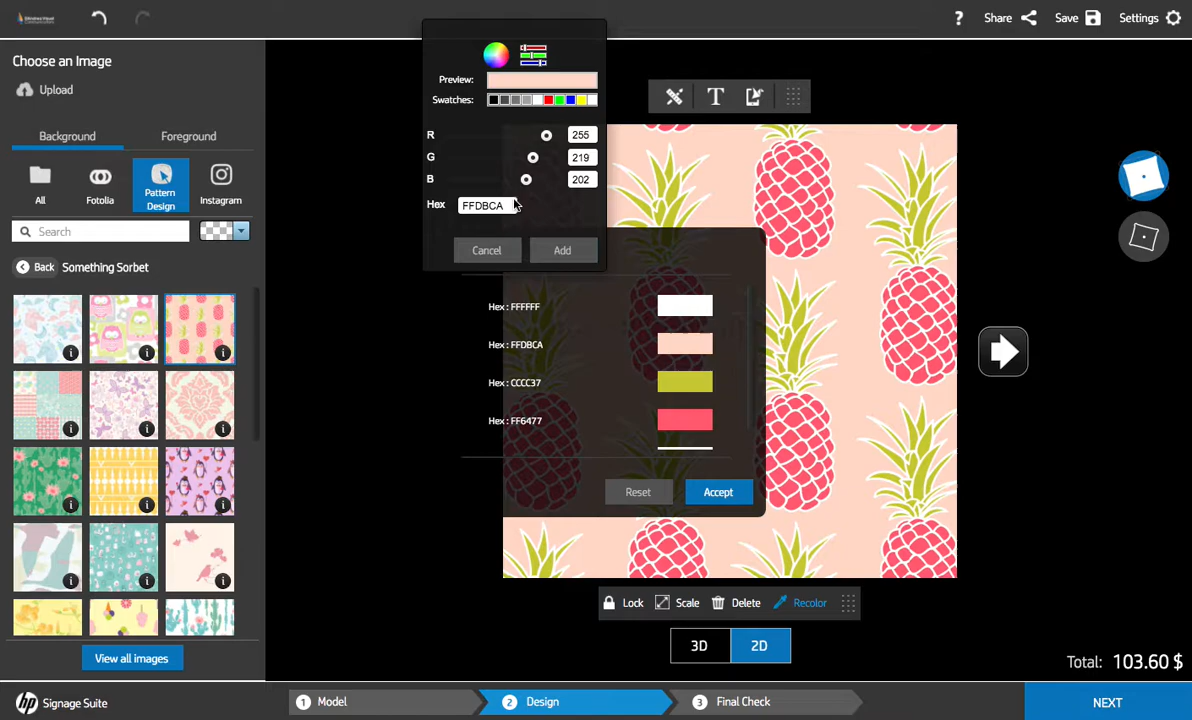 ? Share Save Settings
Choose an Image
Upload
Background Foreground
All Fotolia Pattern Design Instagram
Search
Back Something Sorbet
View all images
Preview:
Swatches:
R 255
G 219
B 202
Hex FFDBCA
Cancel Add
T
Hex : FFFFFF
Hex : FFDBCA
Hex : CCCC37
Hex : FF6477
Reset Accept
Lock Scale Delete Recolor
3D 2D
Total: 103.60 $
hp Signage Suite
1 Model 2 Design 3 Final Check NEXT